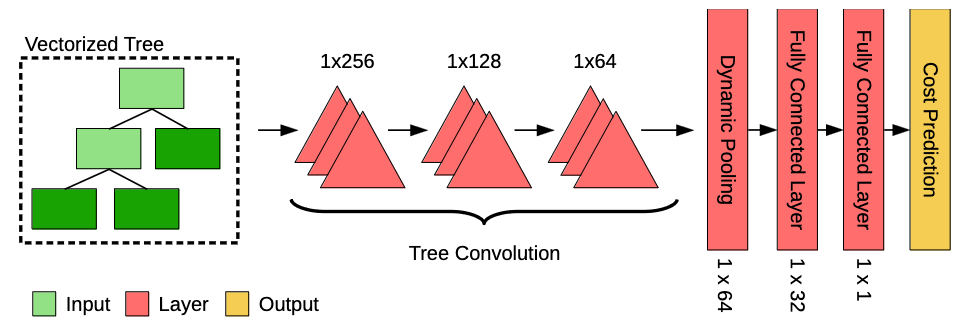 Vectorized Tree
1x256
1x128
1x64
Tree Convolution
Dynamic Pooling
1 x 64
Fully Connected Layer
1 x 32
Fully Connected Layer
1 x 1
Cost Prediction
Input
Layer
Output